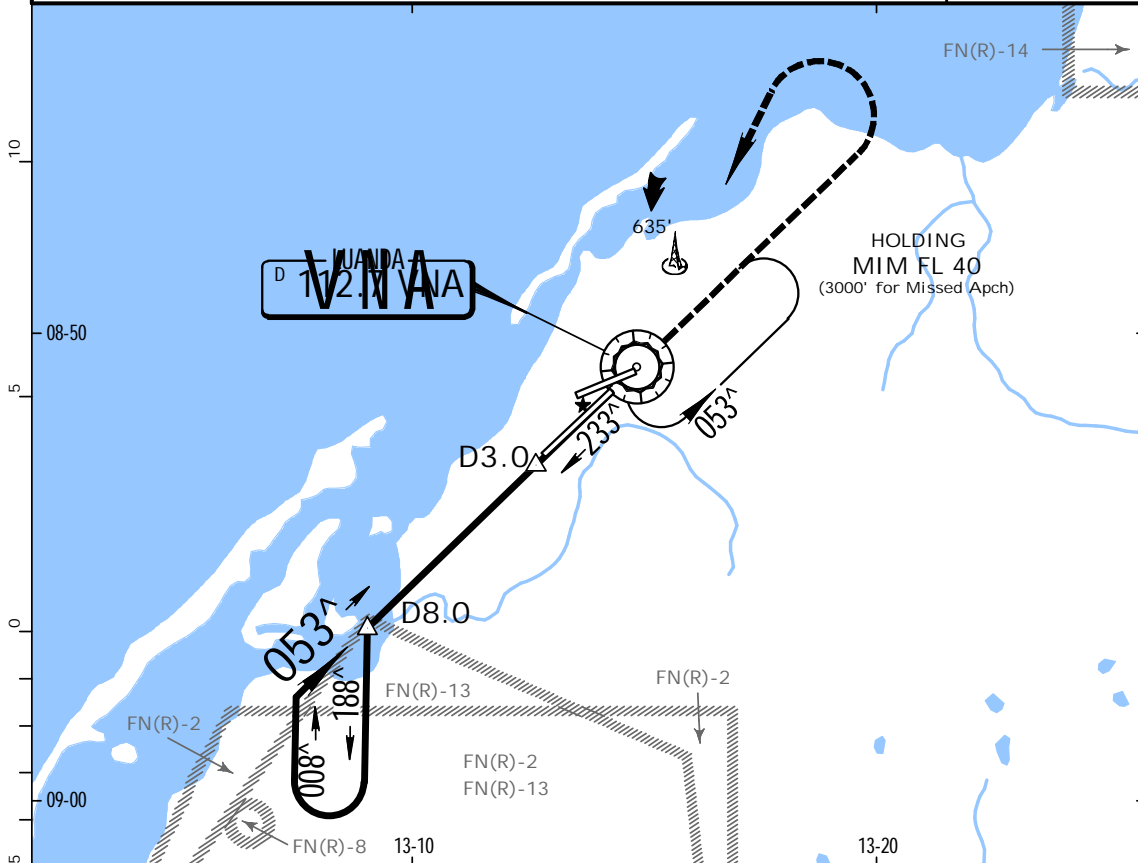 FN(R)-14
10
635'
HOLDING
MIM FL 40
(3000' for Missed Apch)
LUANDA
D 112.7 VNA
VNA
08-50
5
053^
233^
D3.0
0
D8.0
053^
188^
008^
FN(R)-13
FN(R)-2
FN(R)-2
FN(R)-2
FN(R)-13
09-00
FN(R)-8
13-10
13-20
5